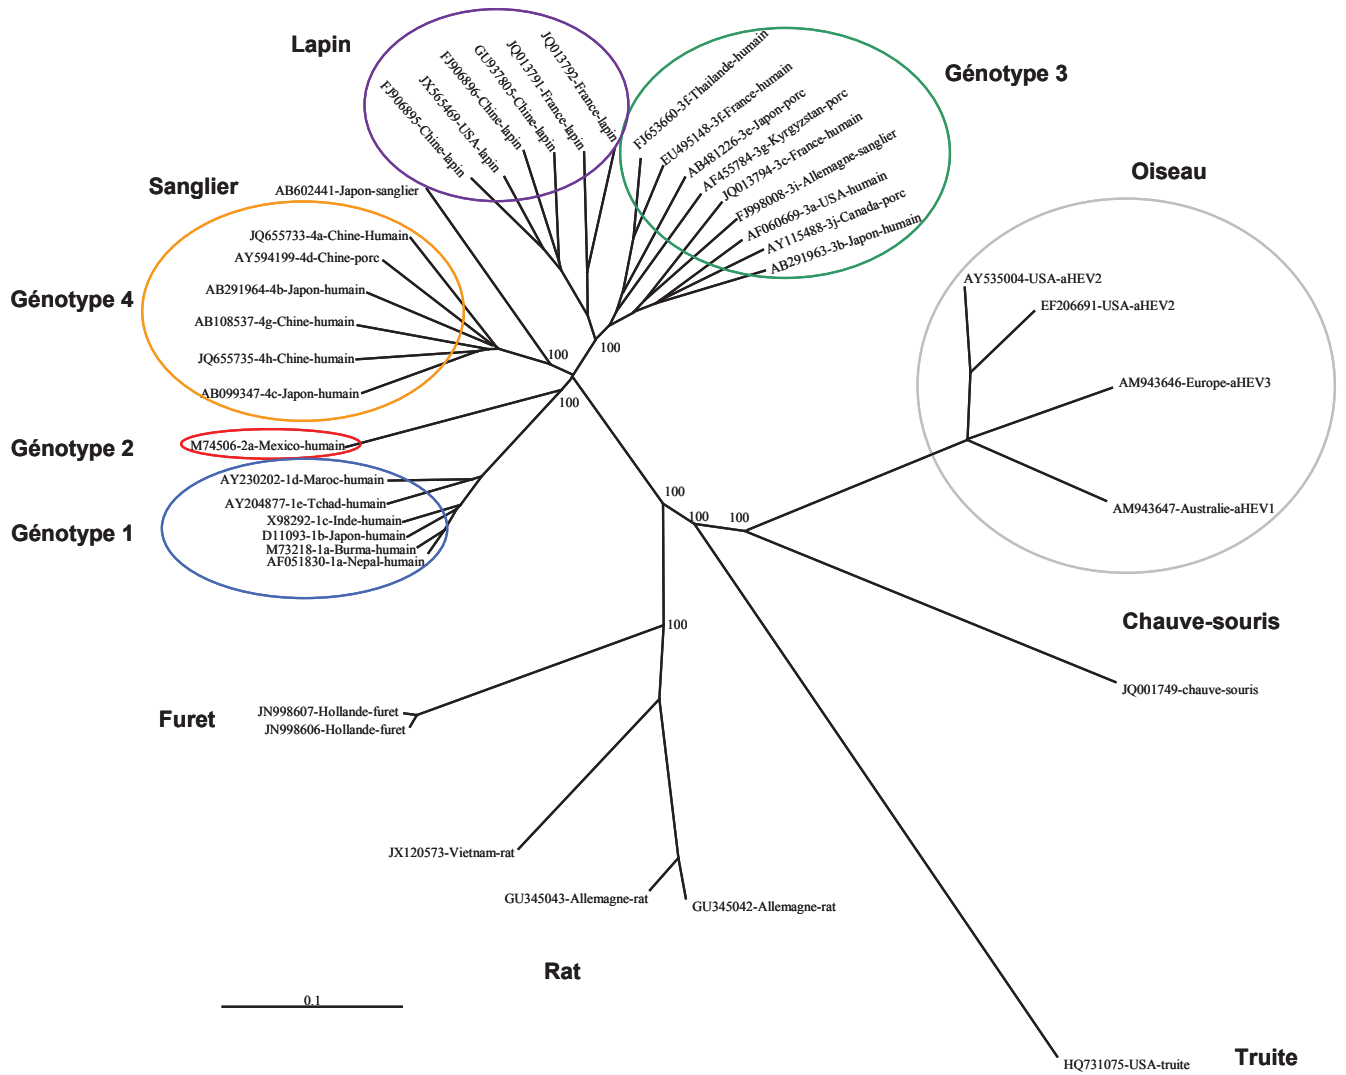 Lapin
JQ013792-France-lapin
JQ013791-France-lapin
GU937805-Chine-lapin
FJ906896-Chine-lapin
JX565469-USA-lapin
FJ906895-Chine-lapin
Génotype 3
FJ653660-3f-Thailande-humain
EU495148-3f-France-humain
AB481226-3e-Japon-porc
AF455784-3g-Kyrgyzstan-porc
JQ013794-3c-France-humain
FJ998008-3i-Allemagne-sanglier
AF060669-3a-USA-humain
AY115488-3j-Canada-porc
AB291963-3b-Japon-humain
Oiseau
AY535004-USA-aHEV2
EF206691-USA-aHEV2
AM943646-Europe-aHEV3
AM943647-Australie-aHEV1
Sanglier
AB602441-Japon-sanglier
Génotype 4
JQ655733-4a-Chine-Humain
AY594199-4d-Chine-porc
AB291964-4b-Japon-humain
AB108537-4g-Chine-humain
JQ655735-4h-Chine-humain
AB099347-4c-Japon-humain
100
100
100
Génotype 2
M74506-2a-Mexico-humain
Génotype 1
AY230202-1d-Maroc-humain
AY204877-1e-Tchad-humain
X98292-1c-Inde-humain
D11093-1b-Japon-humain
M73218-1a-Burma-humain
AF051830-1a-Nepal-humain
100
100
100
100
Chauve-souris
JQ001749-chauve-souris
Furet
JN998607-Hollande-furet
JN998606-Hollande-furet
JX120573-Vietnam-rat
GU345043-Allemagne-rat
GU345042-Allemagne-rat
Rat
0.1
HQ731075-USA-truite
Truite